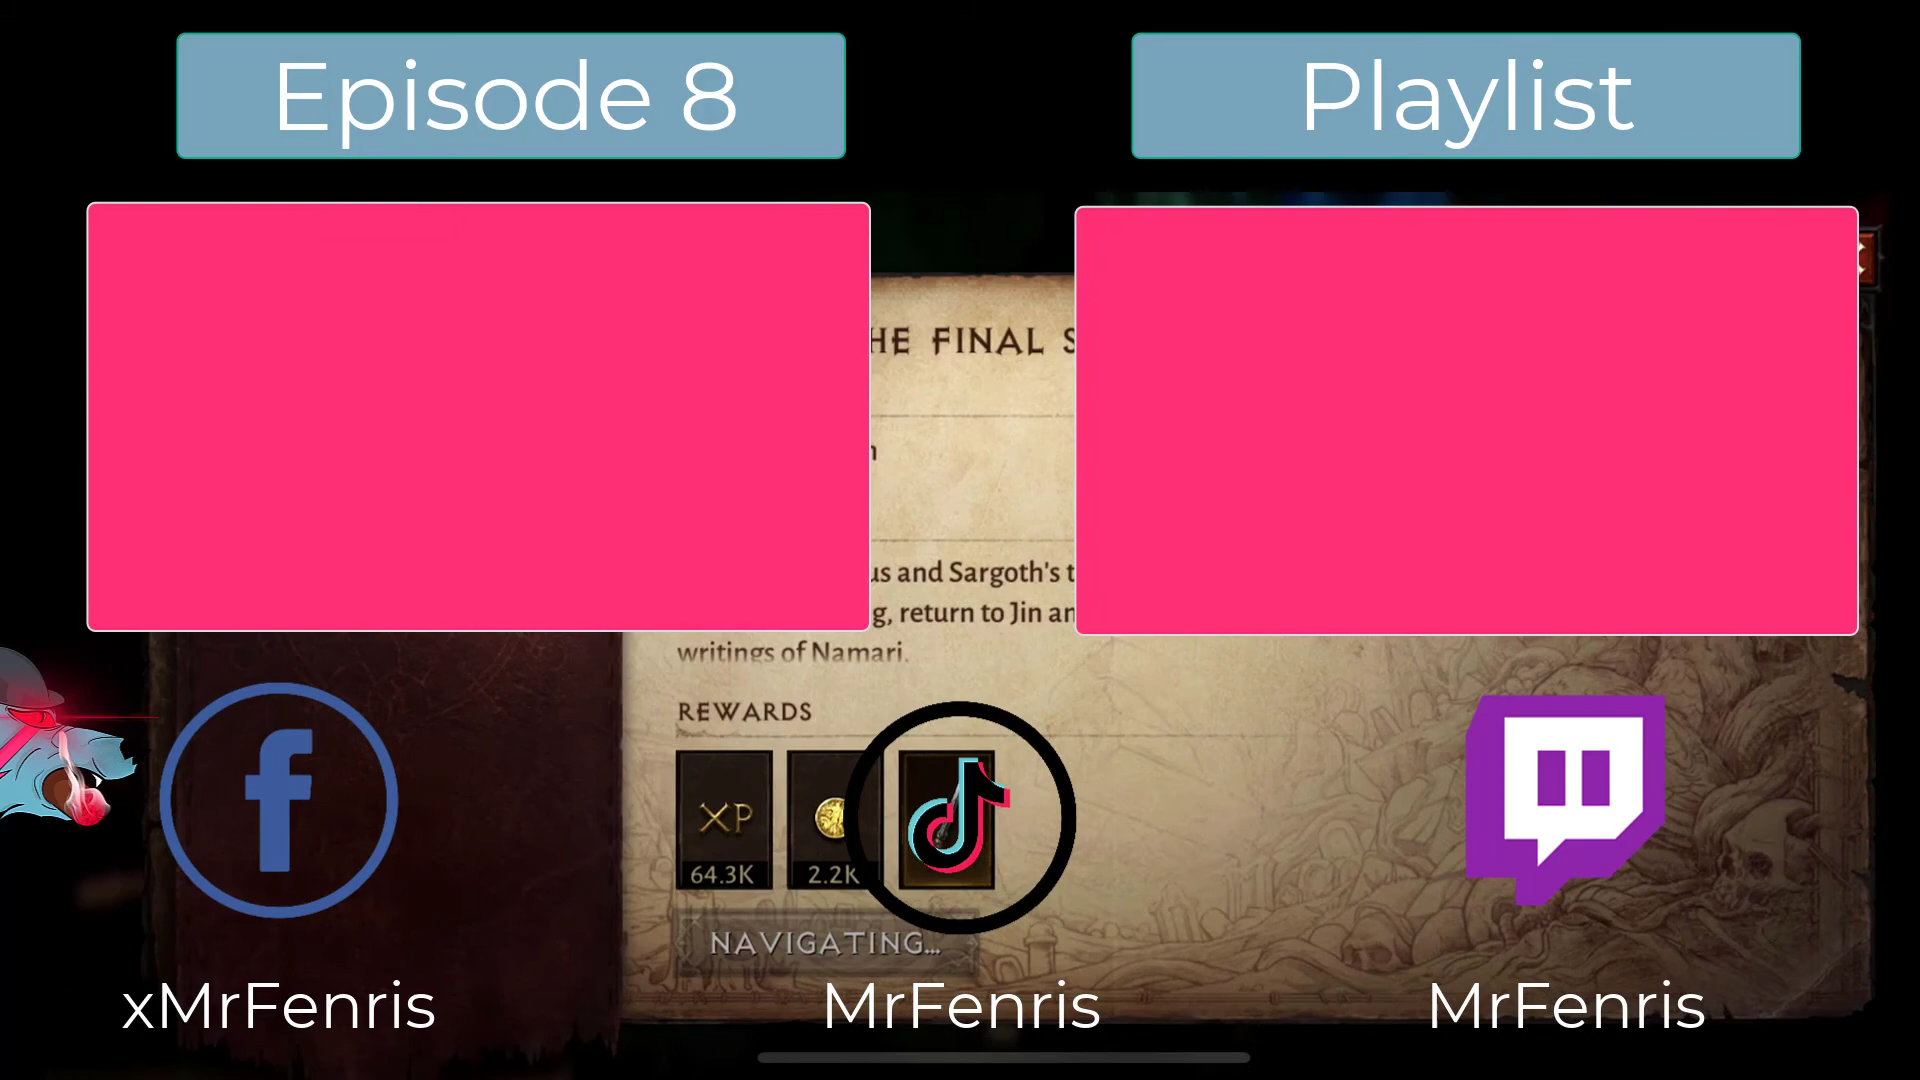 Episode 8
Playlist
HE FINAL S
us and Sargoth's t
g, return to Jin an
writings of Namari.
REWARDS
XP
64.3K
2.2K
NAVIGATING...
xMrFenris
MrFenris
MrFenris